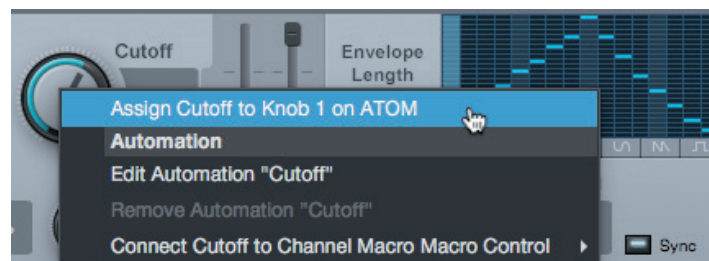 Cutoff
Envelope
Length
Assign Cutoff to Knob 1 on ATOM
Automation
Edit Automation "Cutoff"
Remove Automation "Cutoff"
Connect Cutoff to Channel Macro Macro Control
Sync